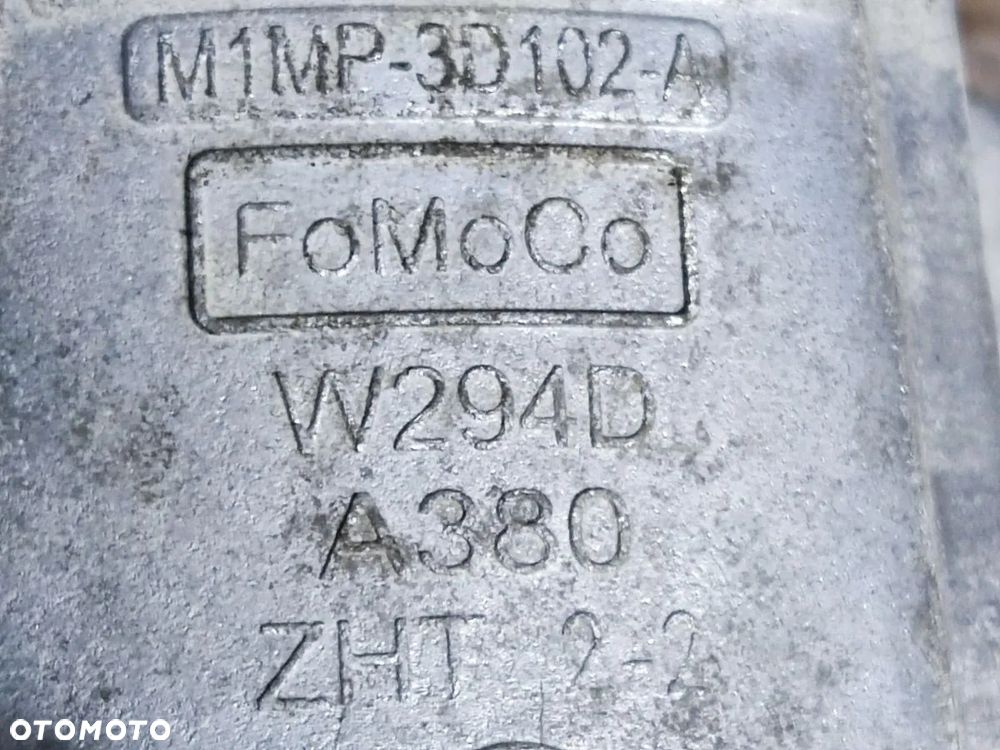 M1MP-3D102-A
FoMoCo
W294D
A380
ZHT 2-2
OTOMOTO